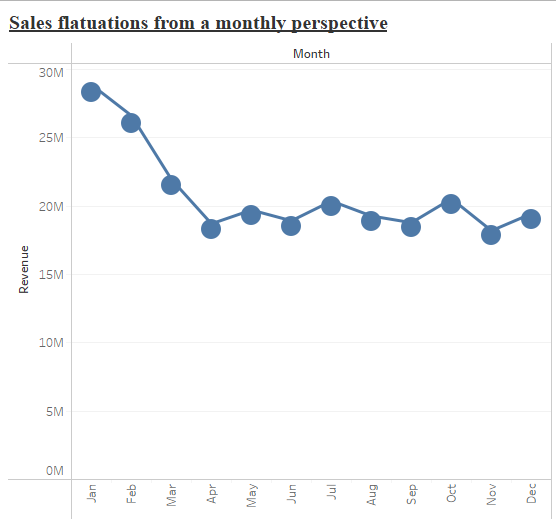 Sales flatuations from a monthly perspective
Month
30M
25M
20M
15M
10M
5M
0M
Revenue
Jan
Feb
Mar
Apr
May
Jun
Jul
Aug
Sep
Oct
Nov
Dec